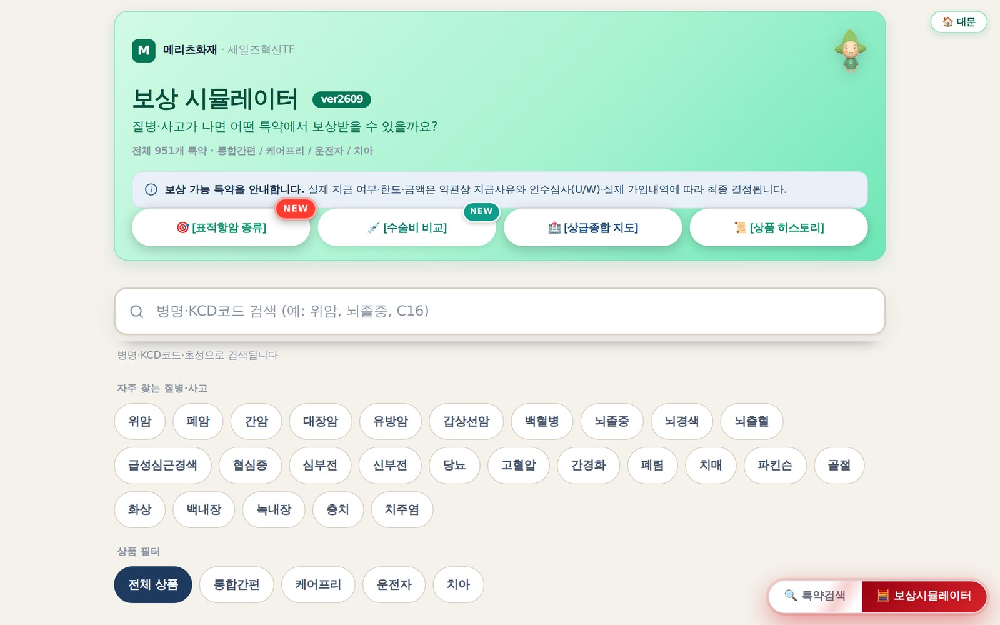 🏠 대문
M 메리츠화재 · 세일즈혁신TF
보상 시뮬레이터 ver2609
질병·사고가 나면 어떤 특약에서 보상받을 수 있을까요?
전체 951개 특약 · 통합간편 / 케어프리 / 운전자 / 치아
보상 가능 특약을 안내합니다. 실제 지급 여부·한도·금액은 약관상 지급사유와 인수심사(U/W)·실제 가입내역에 따라 최종 결정됩니다.
NEW NEW
🎯 [표적항암 종류] 💉 [수술비 비교] 🏥 [상급종합 지도] 📜 [상품 히스토리]
병명·KCD코드 검색 (예: 위암, 뇌졸중, C16)
병명·KCD코드·초성으로 검색됩니다
자주 찾는 질병·사고
위암 폐암 간암 대장암 유방암 갑상선암 백혈병 뇌졸중 뇌경색 뇌출혈
급성심근경색 협심증 심부전 신부전 당뇨 고혈압 간경화 폐렴 치매 파킨슨 골절
화상 백내장 녹내장 충치 치주염
상품 필터
전체 상품 통합간편 케어프리 운전자 치아
🔍 특약검색 🧮 보상시뮬레이터